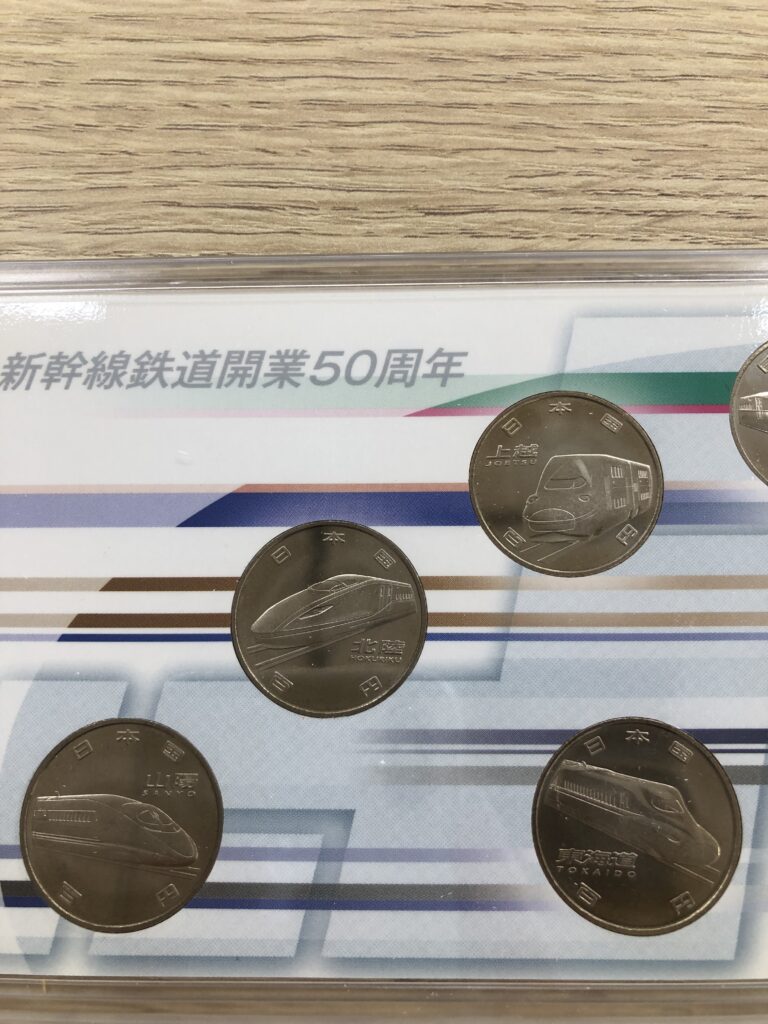 新幹線鉄道開業50周年
日本国
上越
JOETSU
百円
日本国
北陸
HOKURIKU
百円
日本国
山陽
SANYO
百円
日本国
東海道
TOKAIDO
百円